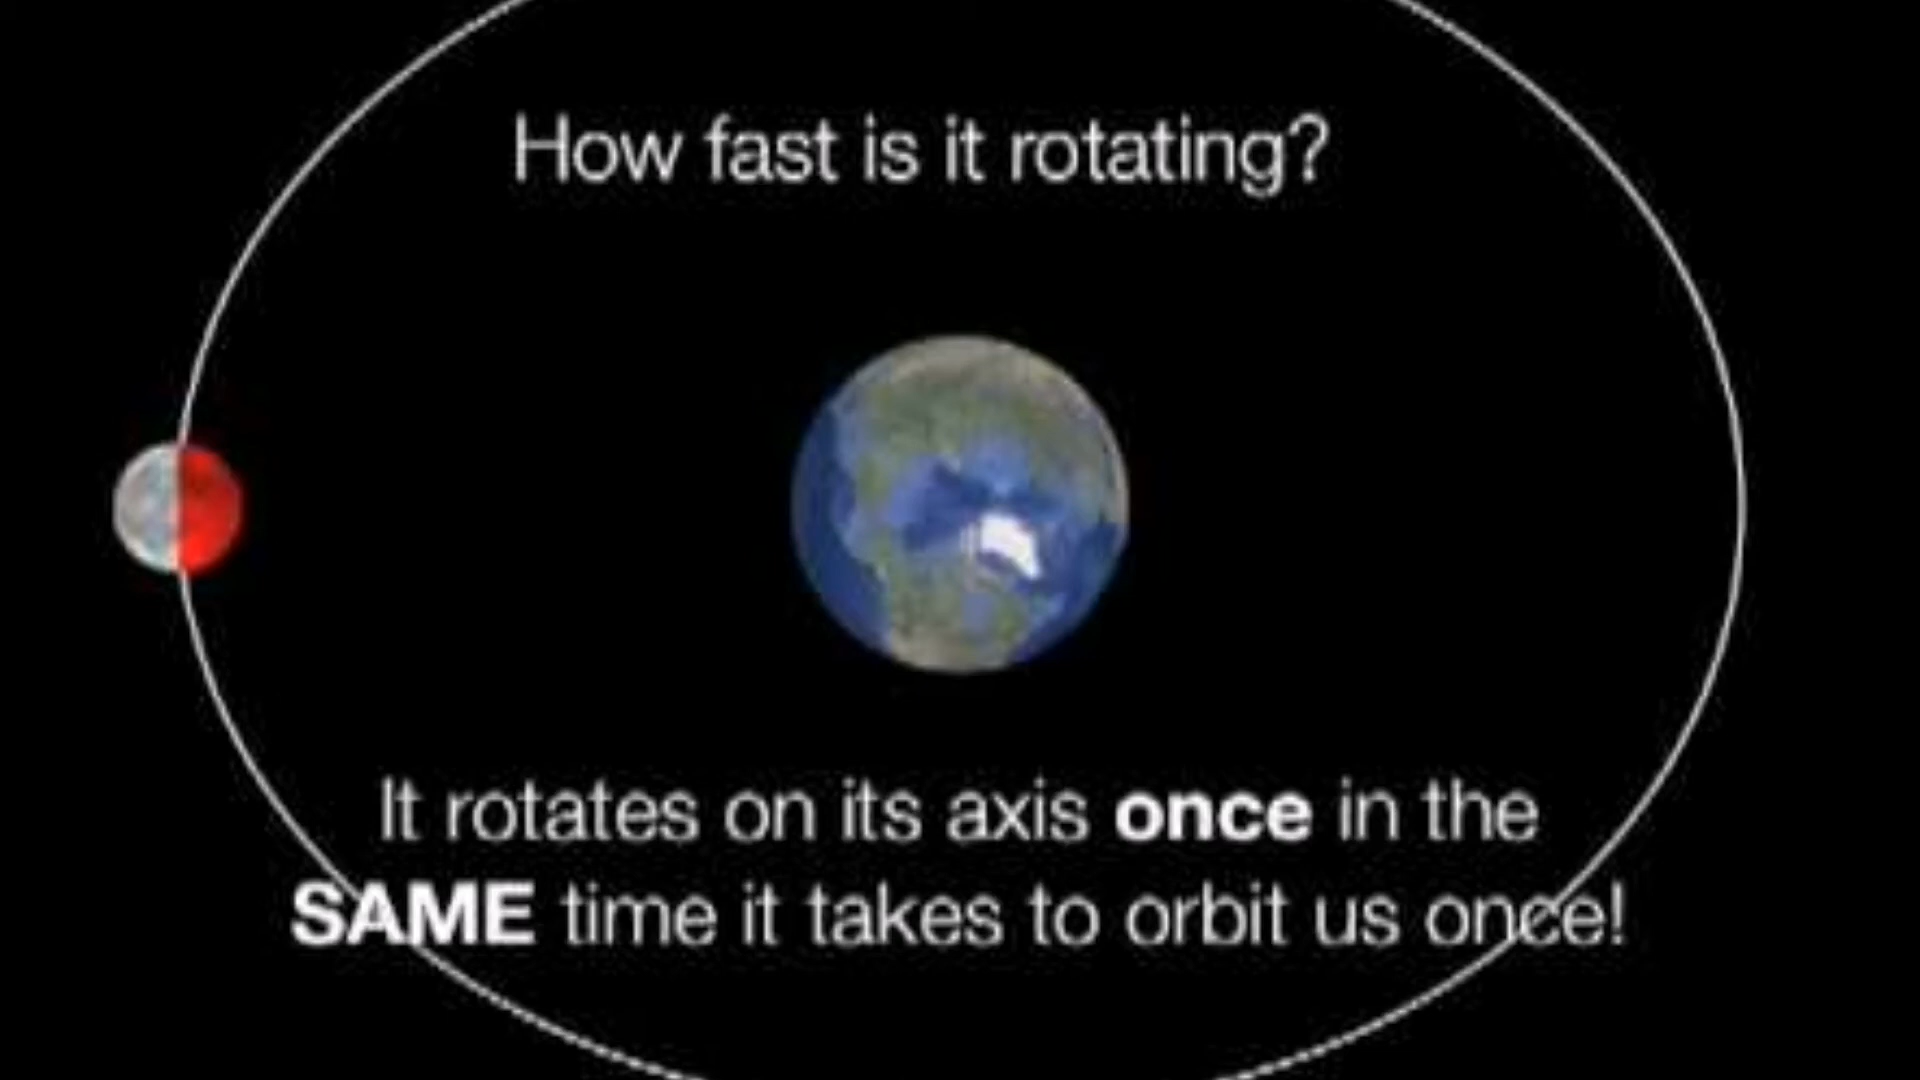 How fast is it rotating?
It rotates on its axis once in the
SAME time it takes to orbit us once!